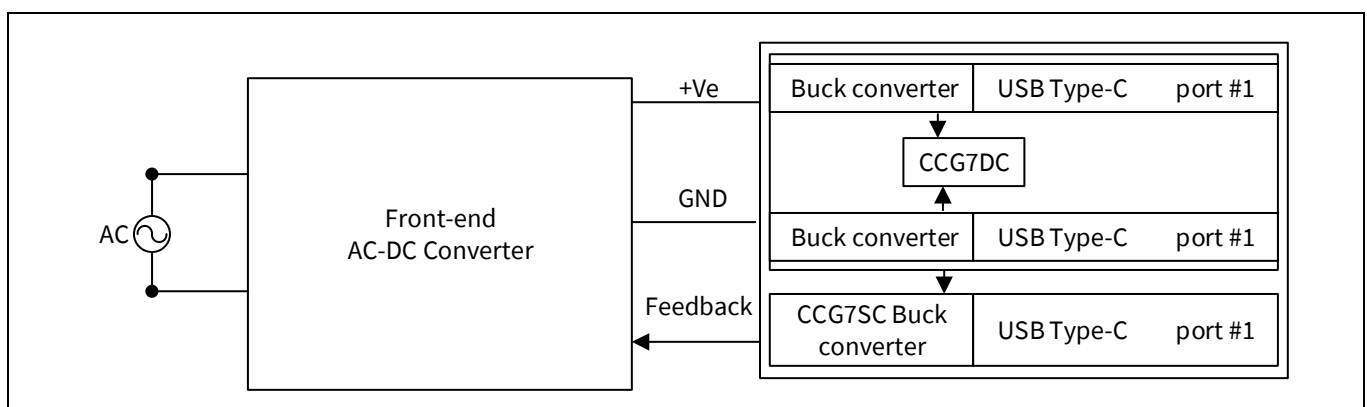 AC
Front-end
AC-DC Converter
+Ve
GND
Feedback
Buck converter USB Type-C port #1
CCG7DC
Buck converter USB Type-C port #1
CCG7SC Buck
converter
USB Type-C port #1